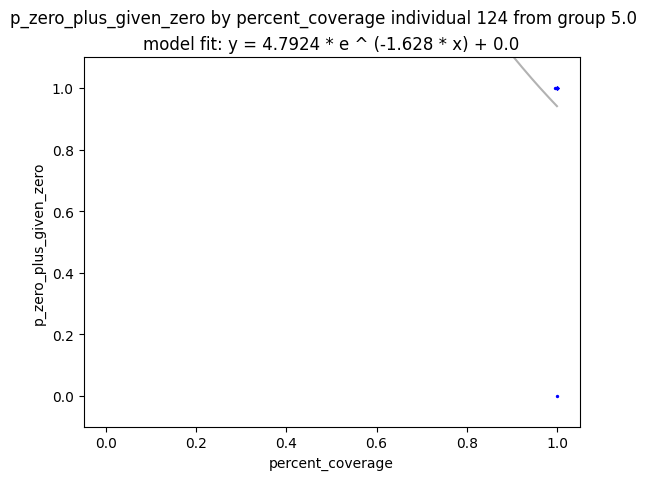 p_zero_plus_given_zero by percent_coverage individual 124 from group 5.0
model fit: y = 4.7924 * e ^ (-1.628 * x) + 0.0
p_zero_plus_given_zero
1.0
0.8
0.6
0.4
0.2
0.0
0.0 0.2 0.4 0.6 0.8 1.0
percent_coverage